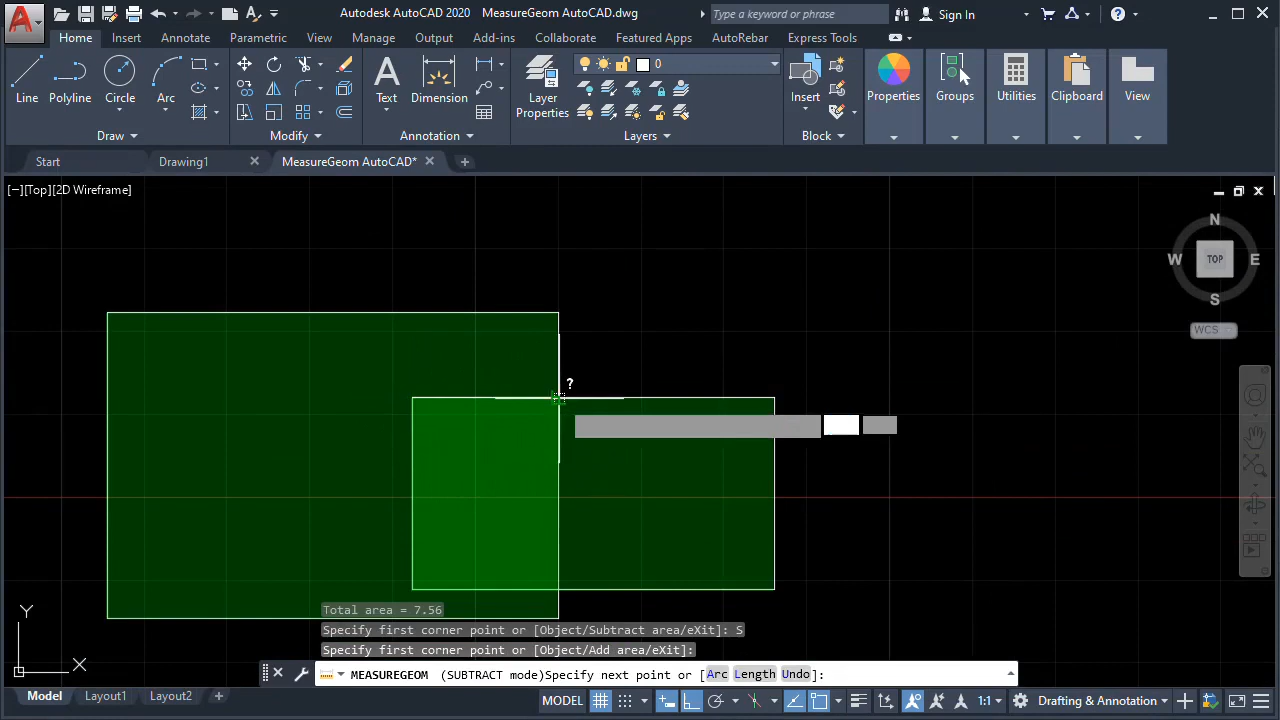 A Autodesk AutoCAD 2020 MeasureGeom AutoCAD.dwg Type a keyword or phrase Sign In
Home Insert Annotate Parametric View Manage Output Add-ins Collaborate Featured Apps AutoRebar Express Tools
Line Polyline Circle Arc A Text Dimension Layer Properties 0 Insert Properties Groups Utilities Clipboard View
Draw Modify Annotation Layers Block
Start Drawing1 MeasureGeom AutoCAD*
[−][Top][2D Wireframe]
N
W TOP E
S
WCS
?
Total area = 7.56
Specify first corner point or [Object/Subtract area/eXit]: S
Specify first corner point or [Object/Add area/eXit]:
MEASUREGEOM (SUBTRACT mode)Specify next point or [Arc Length Undo]:
Y
X
Model Layout1 Layout2 + MODEL 1:1 Drafting & Annotation